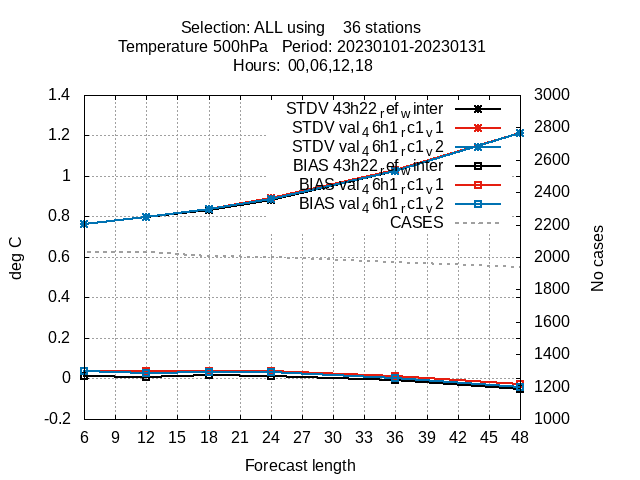 Selection: ALL using    36 stations
Temperature 500hPa   Period: 20230101-20230131
Hours:  00,06,12,18
1.4
1.2
1
0.8
0.6
0.4
0.2
0
-0.2
deg C
STDV 43h22_ref_winter
STDV val_46h1_rc1_v1
STDV val_46h1_rc1_v2
BIAS 43h22_ref_winter
BIAS val_46h1_rc1_v1
BIAS val_46h1_rc1_v2
CASES
3000
2800
2600
2400
2200
2000
1800
1600
1400
1200
1000
No cases
6 9 12 15 18 21 24 27 30 33 36 39 42 45 48
Forecast length